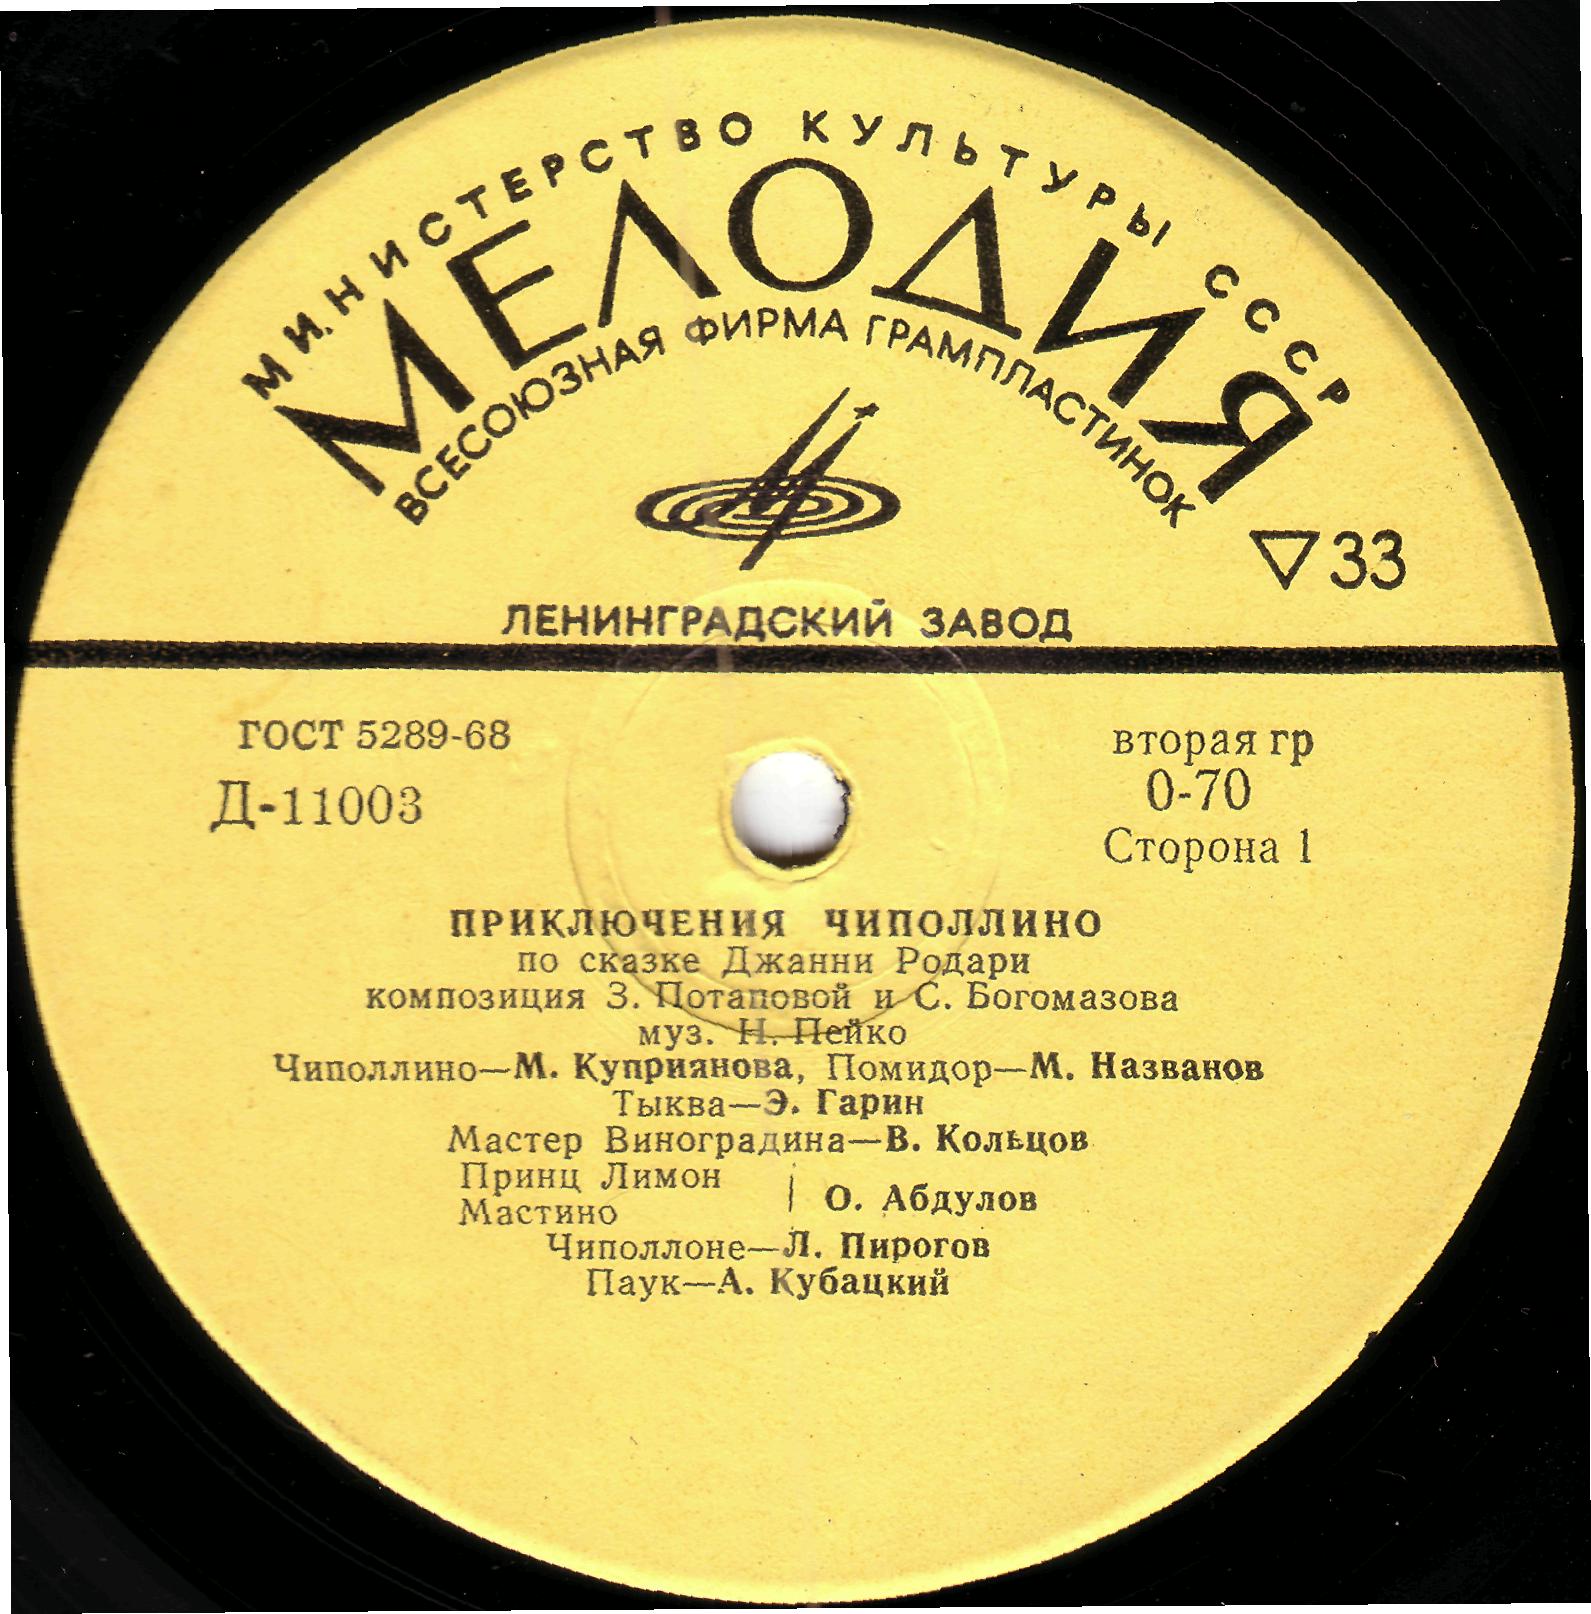 МИНИСТЕРСТВО КУЛЬТУРЫ СССР
МЕЛОДИЯ
ВСЕСОЮЗНАЯ ФИРМА ГРАМПЛАСТИНОК
33
ЛЕНИНГРАДСКИЙ ЗАВОД
ГОСТ 5289-68
вторая гр
Д-11003
0-70
Сторона 1
ПРИКЛЮЧЕНИЯ ЧИПОЛЛИНО
по сказке Джанни Родари
композиция З. Потаповой и С. Богомазова
муз. Н. Пейко
Чиполлино—М. Куприянова, Помидор—М. Названов
Тыква—Э. Гарин
Мастер Виноградина—В. Кольцов
Принц Лимон
Мастино
О. Абдулов
Чиполлоне—Л. Пирогов
Паук—А. Кубацкий